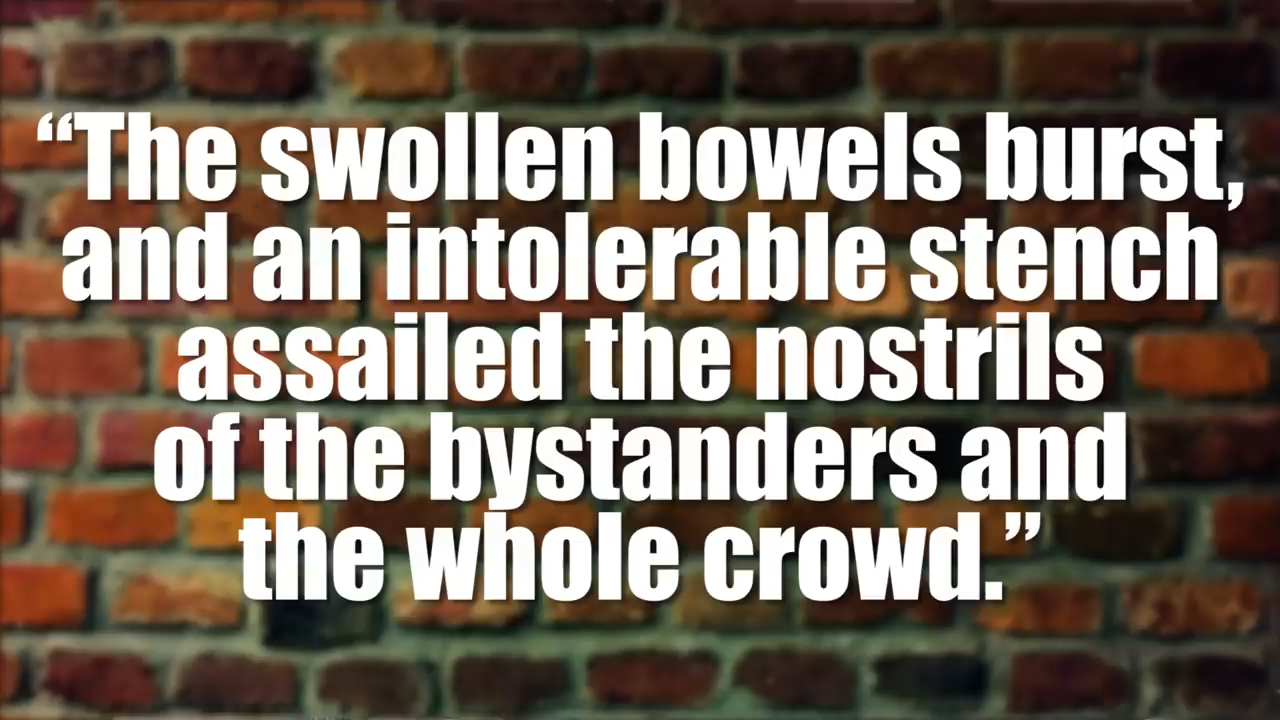 “The swollen bowels burst,
and an intolerable stench
assailed the nostrils
of the bystanders and
the whole crowd.”